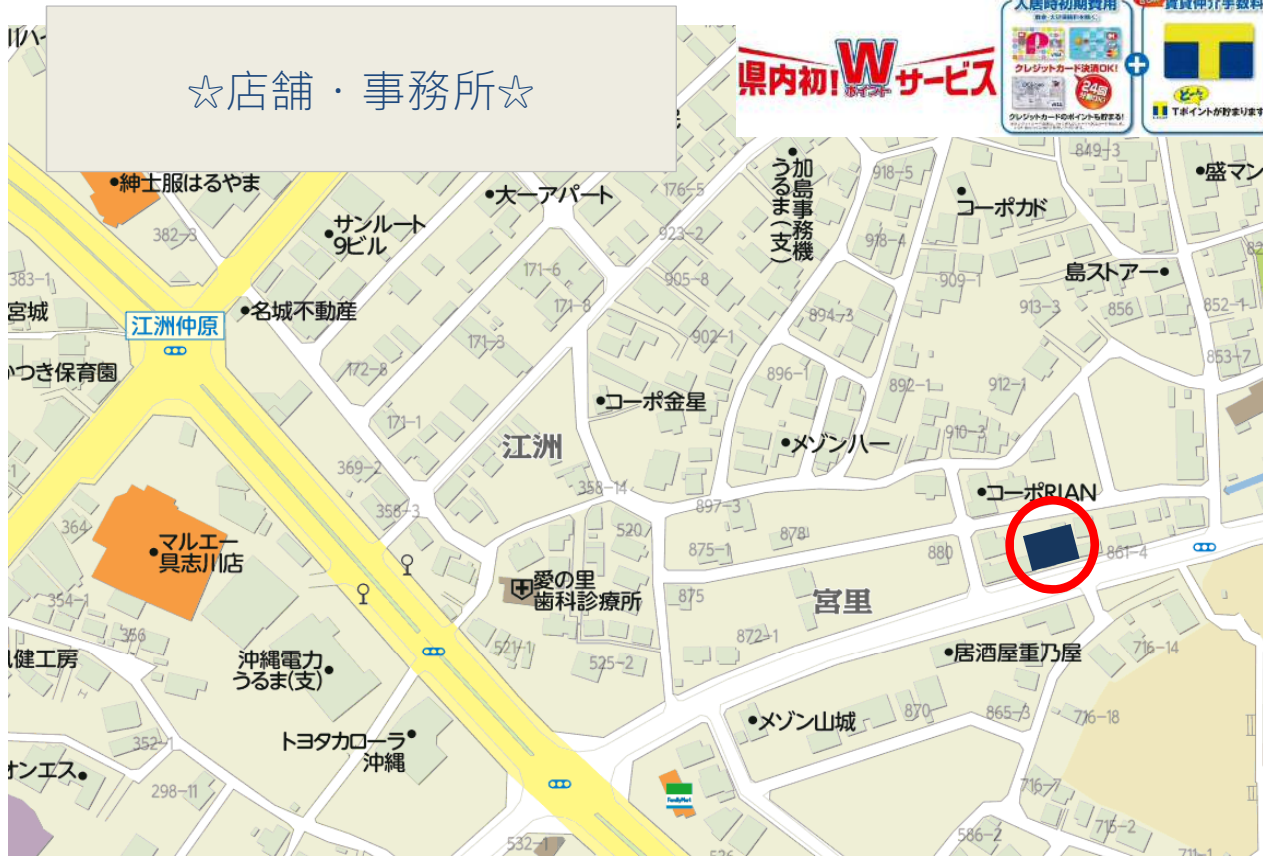 ☆店舗・事務所☆
県内初!Wサービス
ポイント
入居時初期費用
クレジットカード決済OK!
24回
クレジットカードのポイントも貯まる!
賃貸仲介手数料
Tポイントが貯まります
紳士服はるやま
382-3
383-1
サンルート
9ビル
大一アパート
176-5
923-2
加島事務機
うるま(支)
918-5
918-4
849-3
コーポカド
盛マン
島ストアー
909-1
913-3
856
852-1
853-7
宮城
江洲仲原
名城不動産
171-6
171-8
171-3
905-8
902-1
894-3
896-1
892-1
912-1
910-3
つき保育園
172-8
171-1
コーポ金星
メゾン八一
江洲
369-2
358-3
358-14
897-3
コーポRIAN
364
マルエー
具志川店
520
875-1
878
880
861-4
354-1
356
愛の里
歯科診療所
875
宮里
872-1
521-1
525-2
健工房
沖縄電力
うるま(支)
居酒屋重乃屋
716-14
メゾン山城
870
865-3
716-18
352-1
トヨタカローラ
沖縄
オンエス
298-11
FamilyMart
716-7
715-2
586-2
532-1
711-1